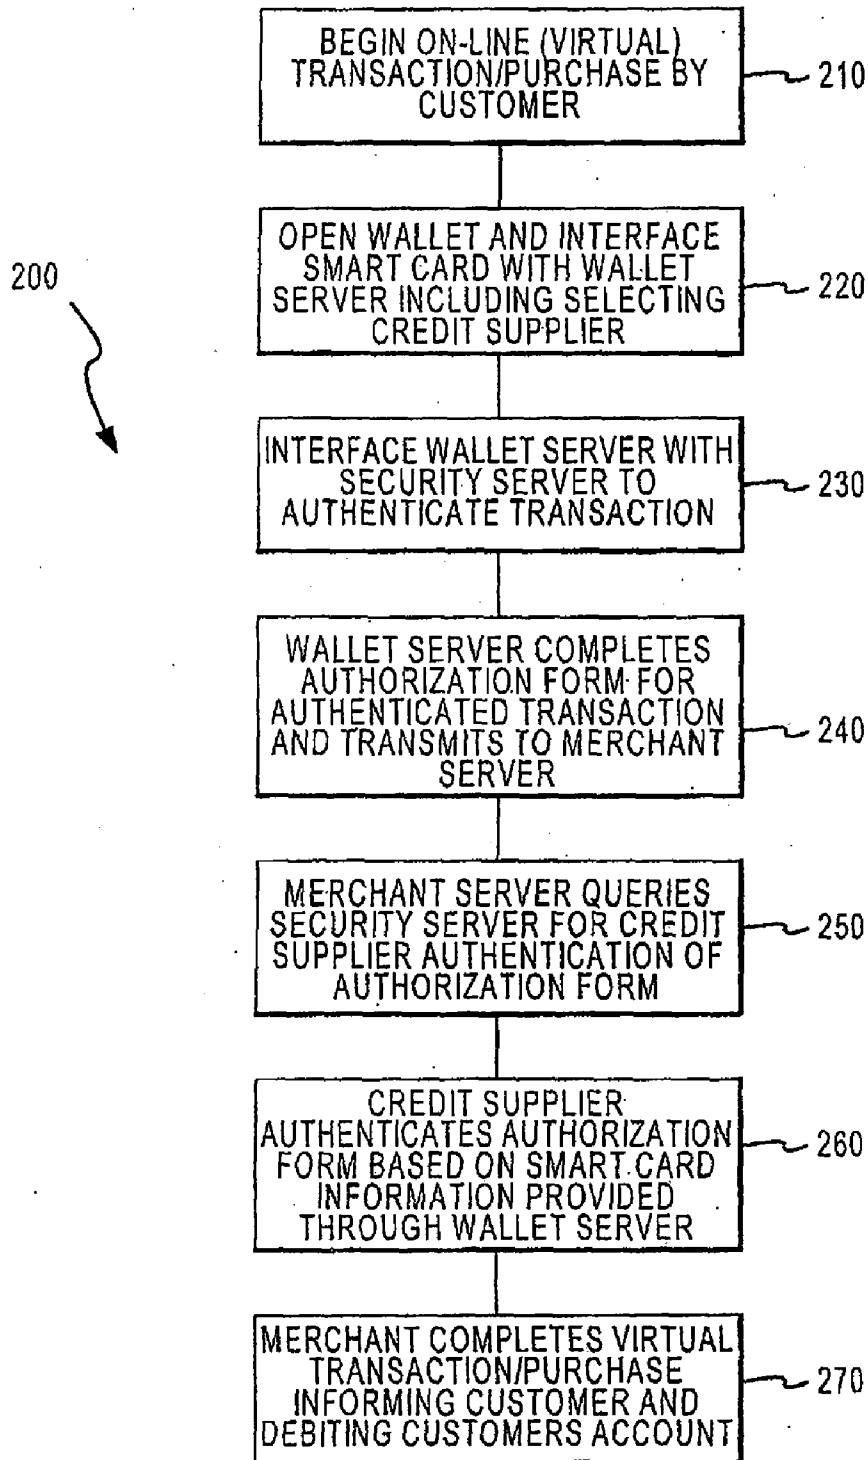 BEGIN ON-LINE (VIRTUAL)
TRANSACTION/PURCHASE BY
CUSTOMER
210
OPEN WALLET AND INTERFACE
SMART CARD WITH WALLET
SERVER INCLUDING SELECTING
CREDIT SUPPLIER
220
200
INTERFACE WALLET SERVER WITH
SECURITY SERVER TO
AUTHENTICATE TRANSACTION
230
WALLET SERVER COMPLETES
AUTHORIZATION FORM FOR
AUTHENTICATED TRANSACTION
AND TRANSMITS TO MERCHANT
SERVER
240
MERCHANT SERVER QUERIES
SECURITY SERVER FOR CREDIT
SUPPLIER AUTHENTICATION OF
AUTHORIZATION FORM
250
CREDIT SUPPLIER
AUTHENTICATES AUTHORIZATION
FORM BASED ON SMART CARD
INFORMATION PROVIDED
THROUGH WALLET SERVER
260
MERCHANT COMPLETES VIRTUAL
TRANSACTION/PURCHASE
INFORMING CUSTOMER AND
DEBITING CUSTOMERS ACCOUNT
270